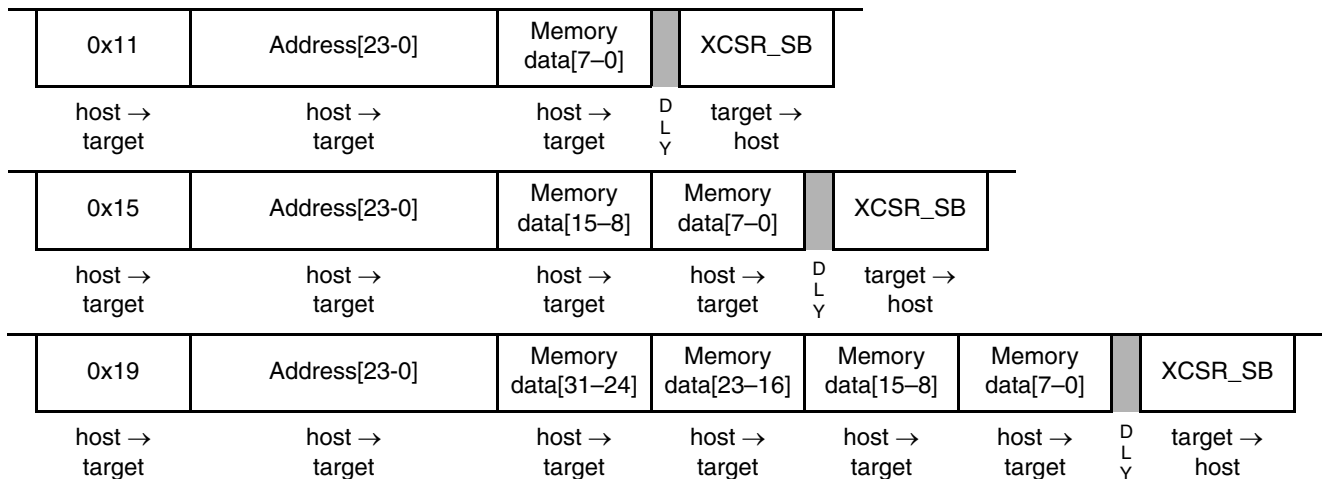 0x11 Address[23-0] Memory data[7–0] XCSR_SB
host → target host → target host → target D L Y target → host
0x15 Address[23-0] Memory data[15–8] Memory data[7–0] XCSR_SB
host → target host → target host → target host → target D L Y target → host
0x19 Address[23-0] Memory data[31–24] Memory data[23–16] Memory data[15–8] Memory data[7–0] XCSR_SB
host → target host → target host → target host → target host → target host → target D L Y target → host